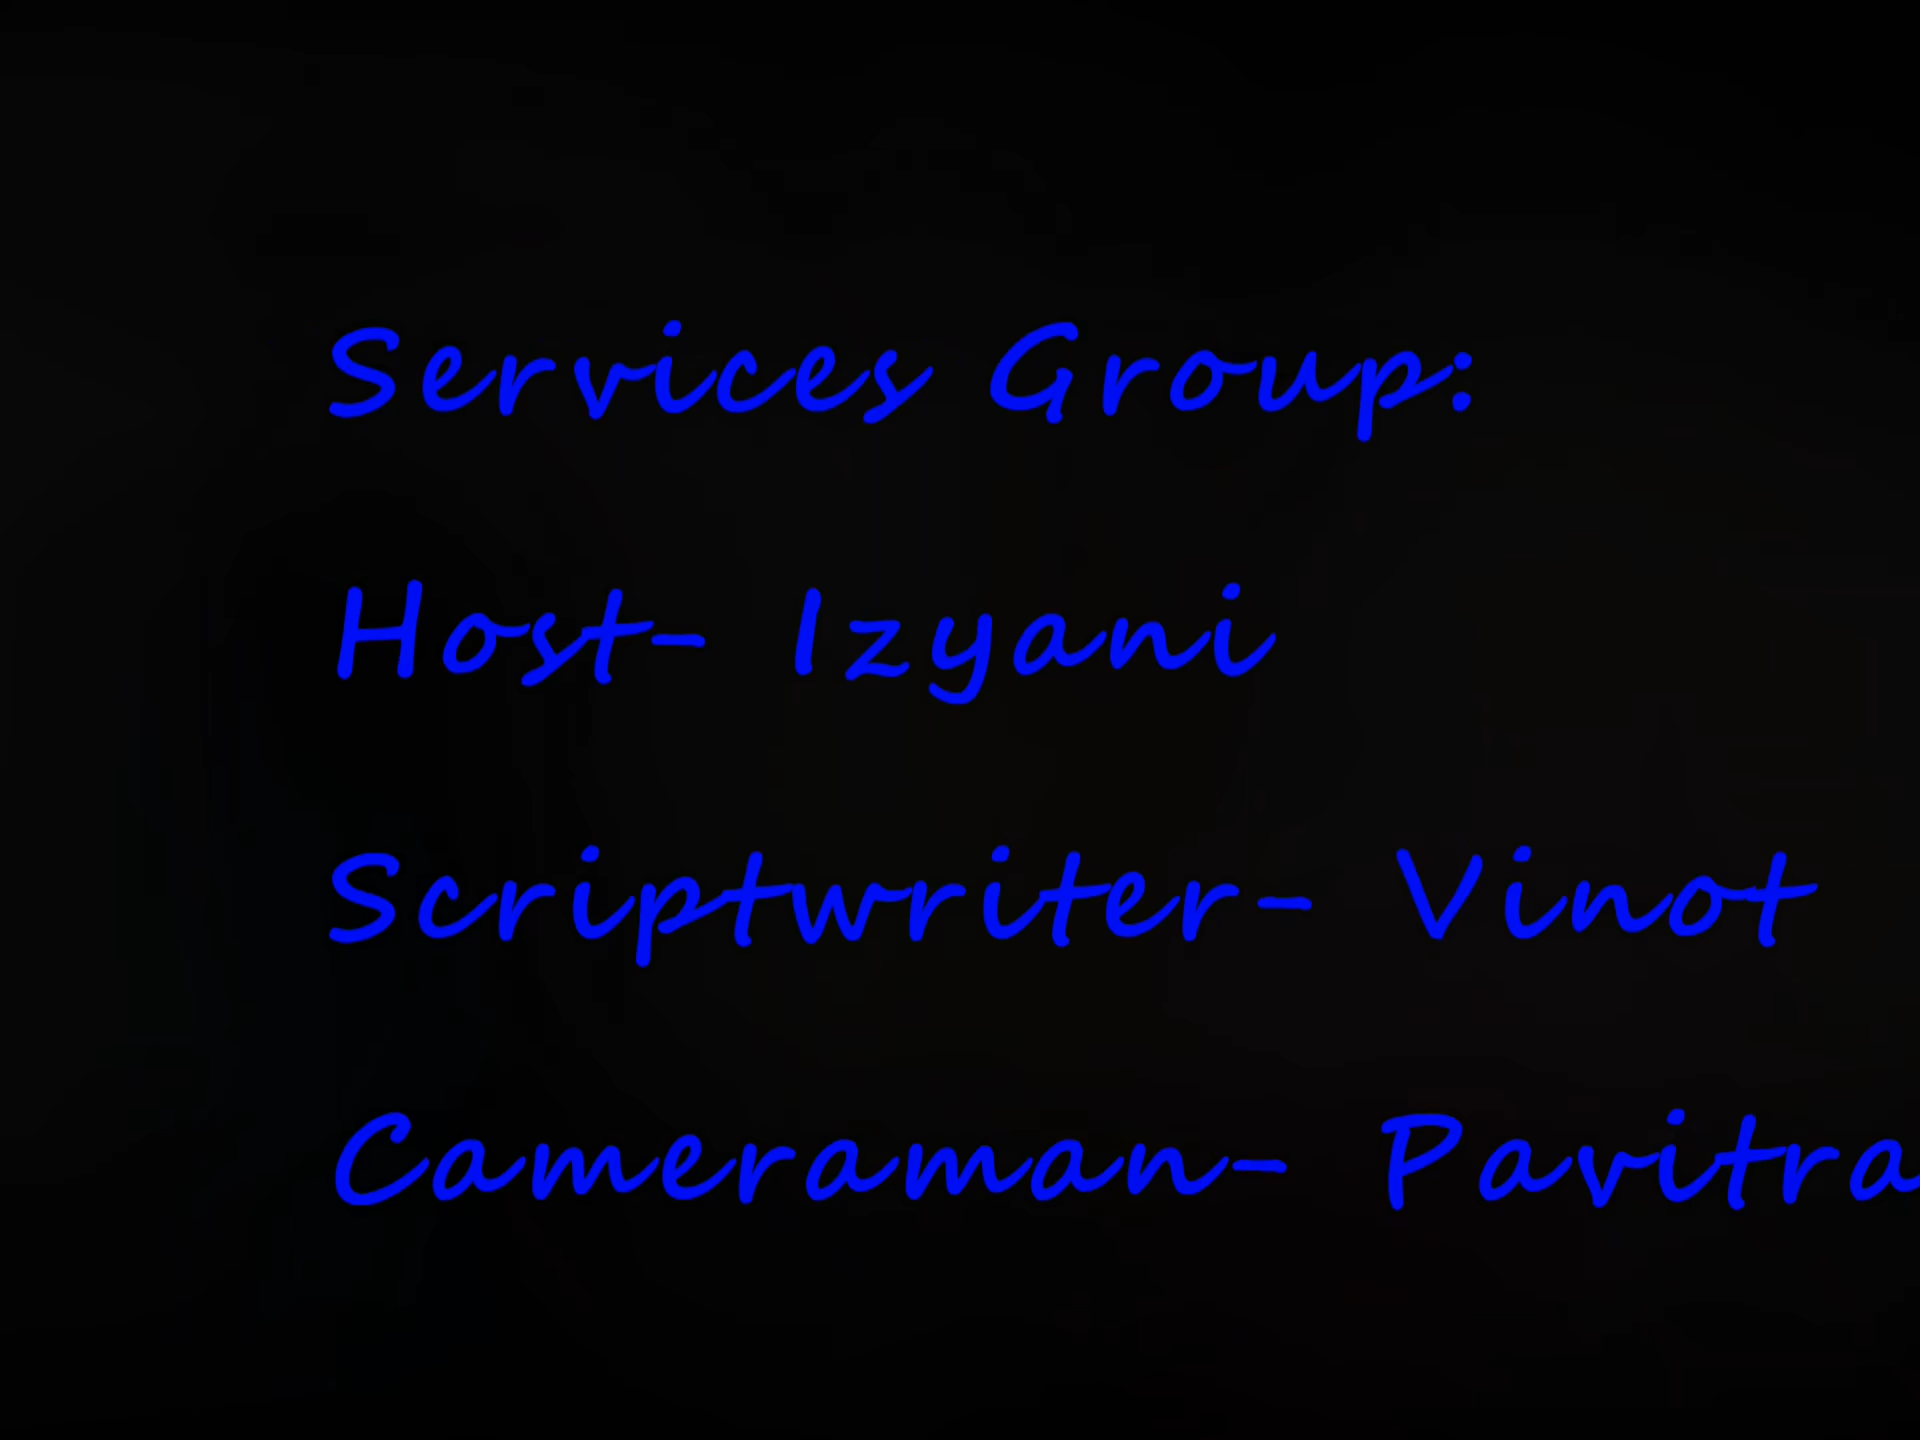 Services Group:
Host- Izyani
Scriptwriter- Vinot
Cameraman- Pavitra